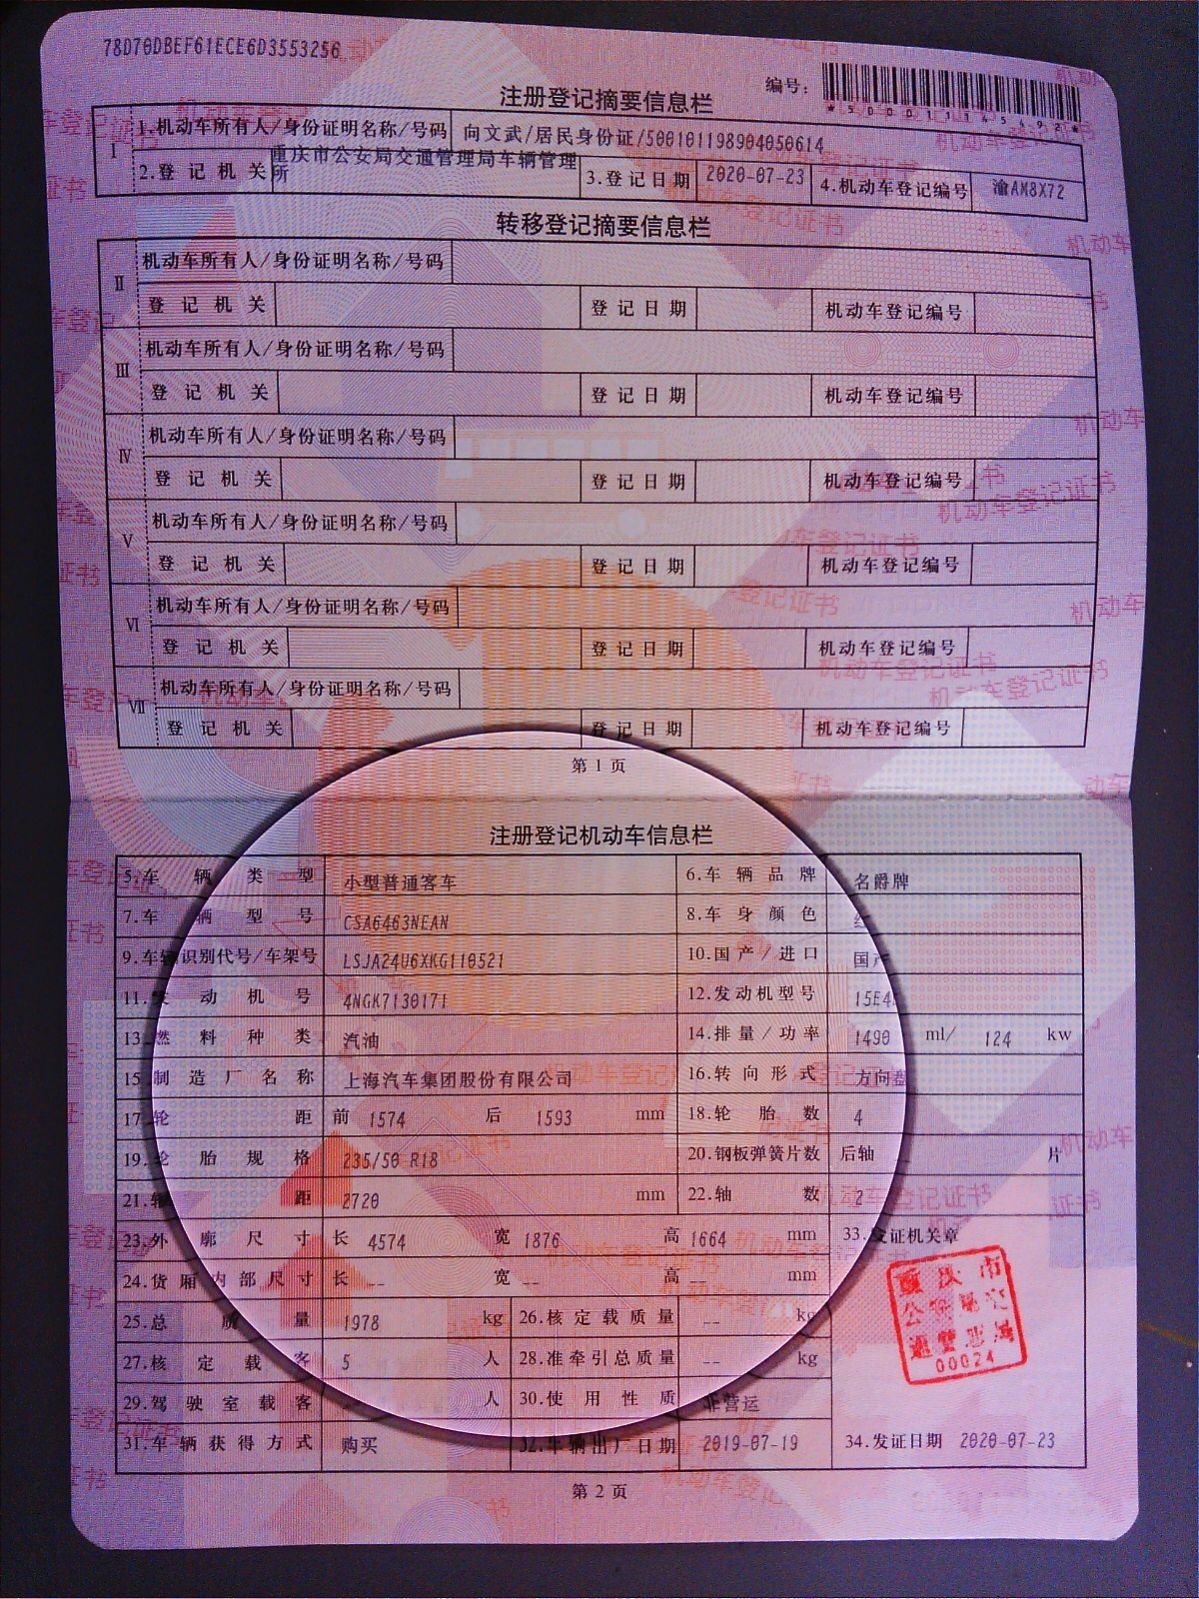 78D70DBEF61ECE6D3553256
编号：
*500011145692*
注册登记摘要信息栏
I 1.机动车所有人/身份证明名称/号码 向文武/居民身份证/500101198904050614
2.登记机关 重庆市公安局交通管理局车辆管理所 3.登记日期 2020-07-23 4.机动车登记编号 渝AM8X72
转移登记摘要信息栏
II 机动车所有人/身份证明名称/号码
登记机关 登记日期 机动车登记编号
III 机动车所有人/身份证明名称/号码
登记机关 登记日期 机动车登记编号
IV 机动车所有人/身份证明名称/号码
登记机关 登记日期 机动车登记编号
V 机动车所有人/身份证明名称/号码
登记机关 登记日期 机动车登记编号
VI 机动车所有人/身份证明名称/号码
登记机关 登记日期 机动车登记编号
VII 机动车所有人/身份证明名称/号码
登记机关 登记日期 机动车登记编号
第1页
注册登记机动车信息栏
5.车辆类型 小型普通客车 6.车辆品牌 名爵牌
7.车辆型号 CSA6463NEAN 8.车身颜色
9.车辆识别代号/车架号 LSJA24U6XKG110521 10.国产/进口 国产
11.发动机号 4NGK7130171 12.发动机型号 15E4
13.燃料种类 汽油 14.排量/功率 1490 ml/ 124 kw
15.制造厂名称 上海汽车集团股份有限公司 16.转向形式 方向盘
17.轮距 前 1574 后 1593 mm 18.轮胎数 4
19.轮胎规格 235/50 R18 20.钢板弹簧片数 后轴 片
21.轴距 2720 mm 22.轴数 2
23.外廓尺寸 长 4574 宽 1876 高 1664 mm 33.发证机关章
24.货厢内部尺寸 长 -- 宽 -- 高 -- mm
25.总质量 1978 kg 26.核定载质量 -- kg
27.核定载客 5 人 28.准牵引总质量 -- kg
29.驾驶室载客 人 30.使用性质 非营运
31.车辆获得方式 购买 32.车辆出厂日期 2019-07-19 34.发证日期 2020-07-23
重庆市
公安局交
通管理局
00024
第2页